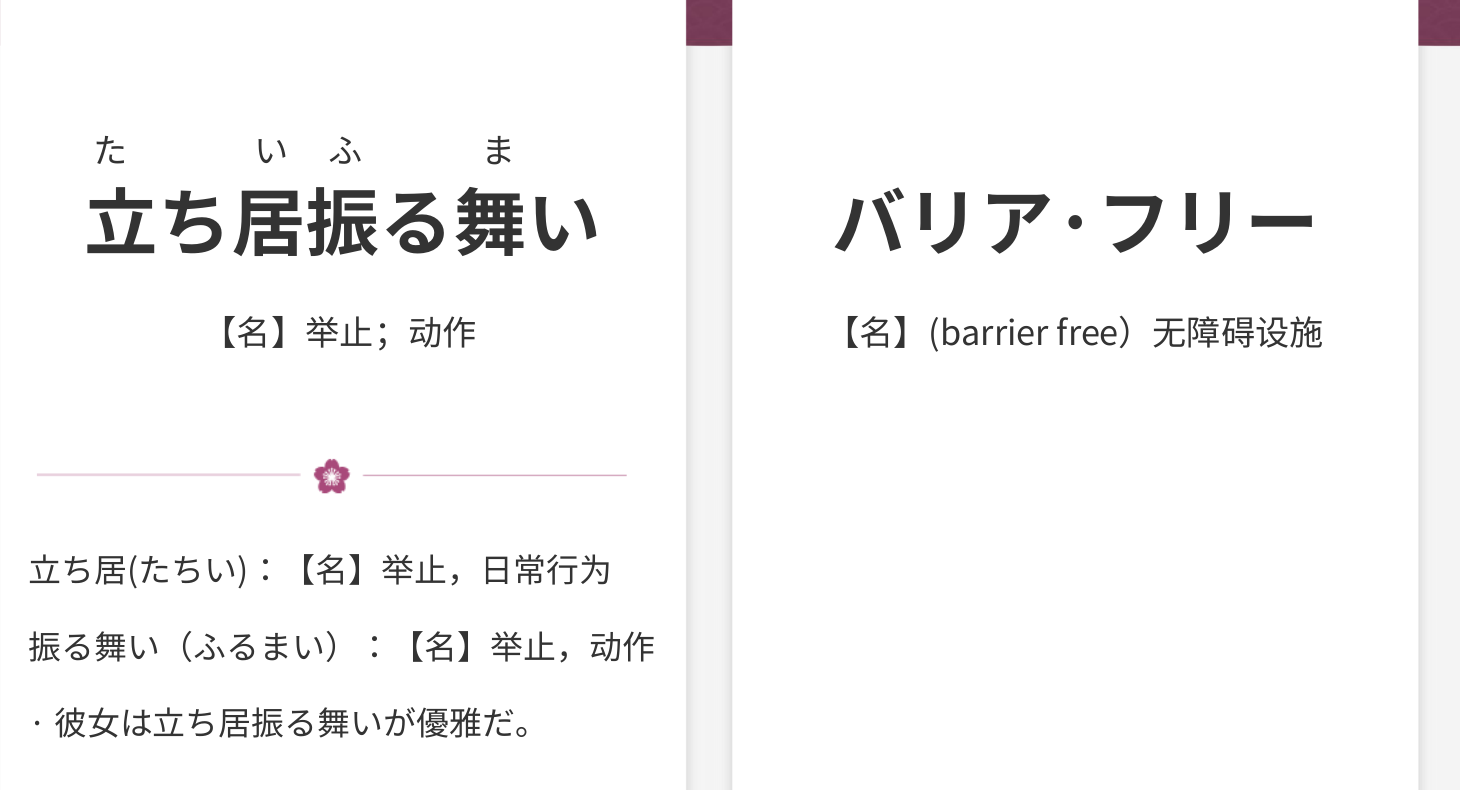 た い ふ ま
立ち居振る舞い
【名】举止；动作
立ち居(たちい)：【名】举止，日常行为
振る舞い（ふるまい）：【名】举止，动作
· 彼女は立ち居振る舞いが優雅だ。
バリア·フリー
【名】(barrier free）无障碍设施